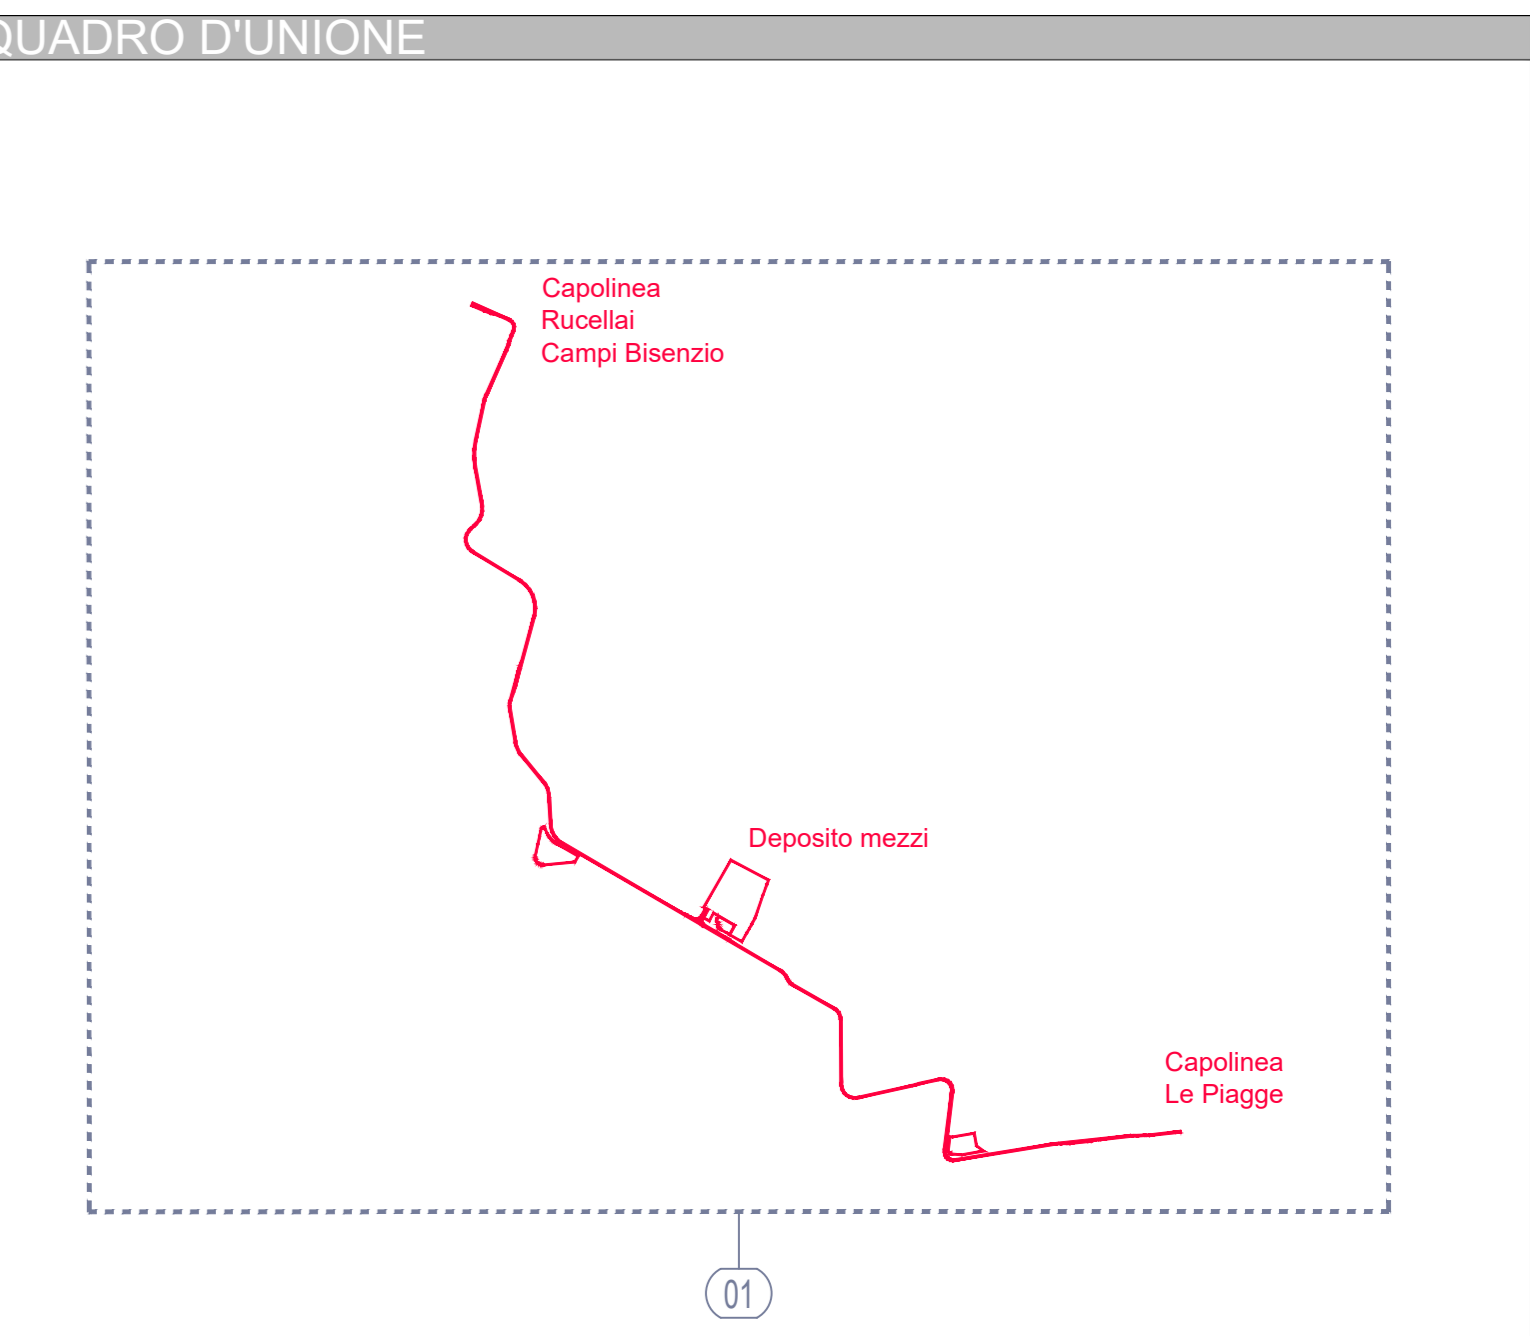 QUADRO D'UNIONE
Capolinea
Rucellai
Campi Bisenzio
Deposito mezzi
Capolinea
Le Piagge
01